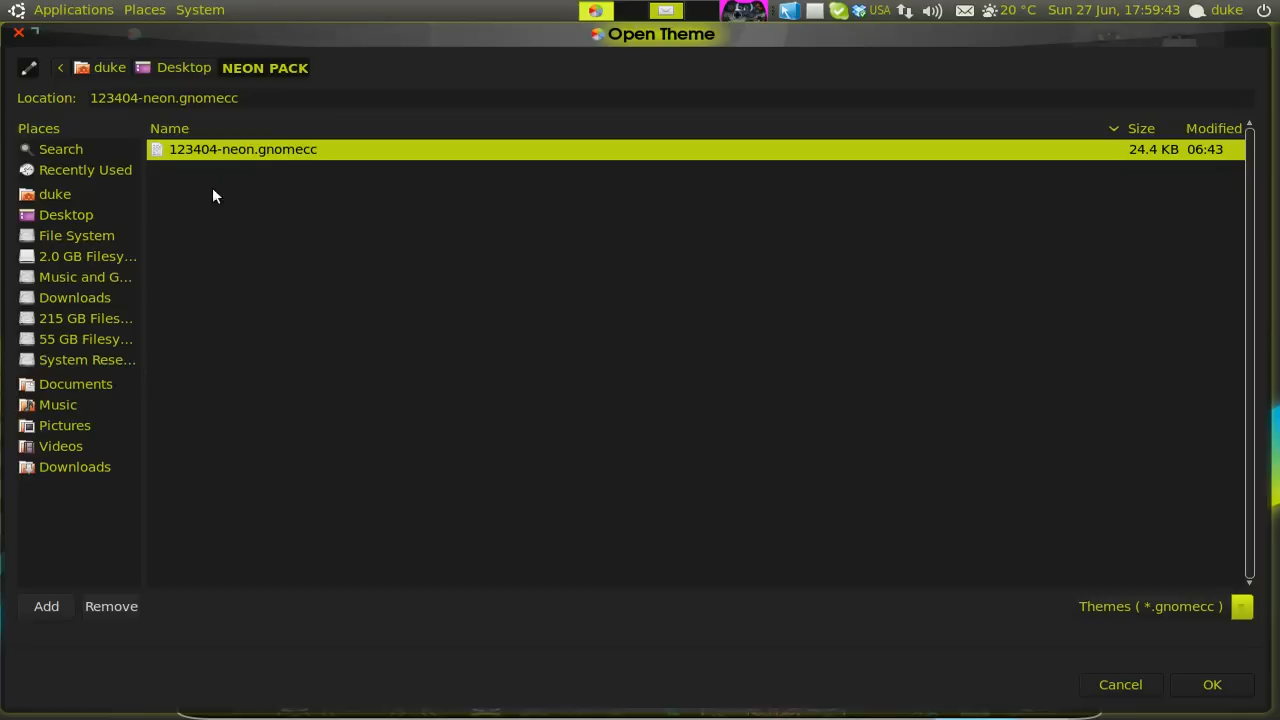 Applications Places System USA 20 °C Sun 27 Jun, 17:59:43 duke
Open Theme
duke Desktop NEON PACK
Location: 123404-neon.gnomecc
Places Name Size Modified
Search 123404-neon.gnomecc 24.4 KB 06:43
Recently Used
duke
Desktop
File System
2.0 GB Filesy...
Music and G...
Downloads
215 GB Files...
55 GB Filesy...
System Rese...
Documents
Music
Pictures
Videos
Downloads
Add Remove Themes ( *.gnomecc )
Cancel OK